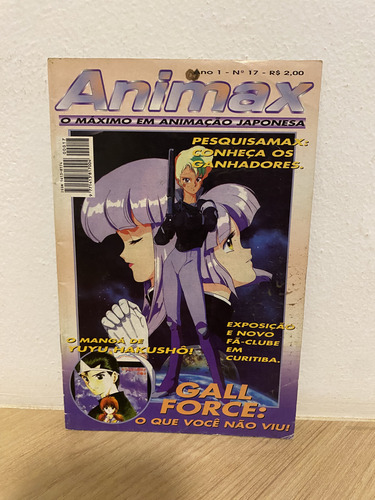 Ano 1 - Nº 17 - R$ 2,00
Animax
O MÁXIMO EM ANIMAÇÃO JAPONESA
PESQUISAMAX:
CONHEÇA OS
GANHADORES.
O MANGÁ DE
YUYU HAKUSHÔ!
EXPOSIÇÃO
E NOVO
FÃ-CLUBE
EM
CURITIBA.
GALL
FORCE:
O QUE VOCÊ NÃO VIU!